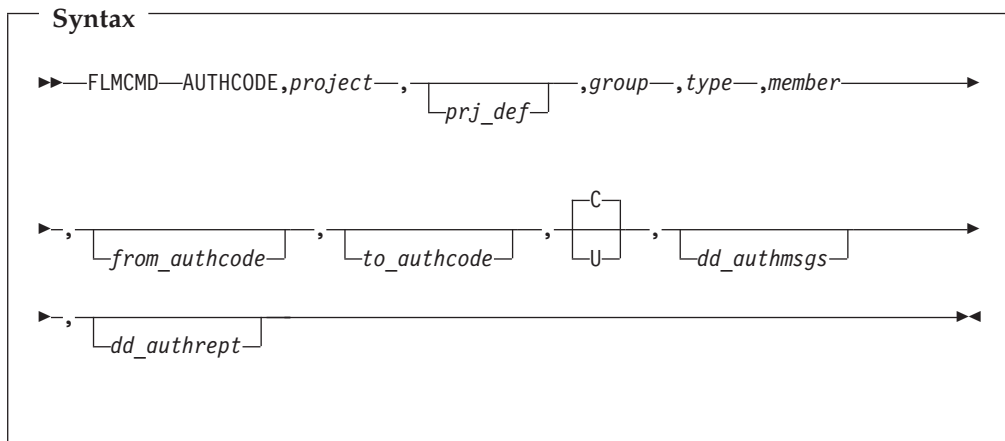 Syntax
FLMCMD AUTHCODE,project , ,group ,type ,member
prj_def
C
, , , ,
from_authcode to_authcode U dd_authmsgs
,
dd_authrept